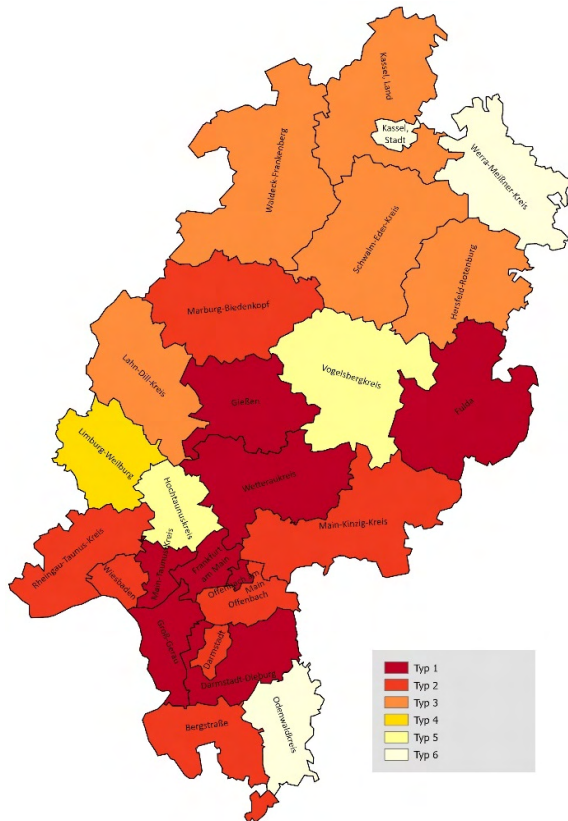 Kassel, Land
Kassel,
Stadt
Werra-Meißner-Kreis
Waldeck-Frankenberg
Schwalm-Eder-Kreis
Hersfeld-Rotenburg
Marburg-Biedenkopf
Lahn-Dill-Kreis
Vogelsbergkreis
Gießen
Fulda
Limburg-Weilburg
Wetteraukreis
Hochtaunuskreis
Main-Kinzig-Kreis
Rheingau-Taunus-Kreis
Main-Taunus-Kreis
Frankfurt
am Main
Wiesbaden
Offenbach am
Main
Offenbach
Groß-Gerau
Darmstadt
Darmstadt-Dieburg
Bergstraße
Odenwaldkreis
Typ 1
Typ 2
Typ 3
Typ 4
Typ 5
Typ 6